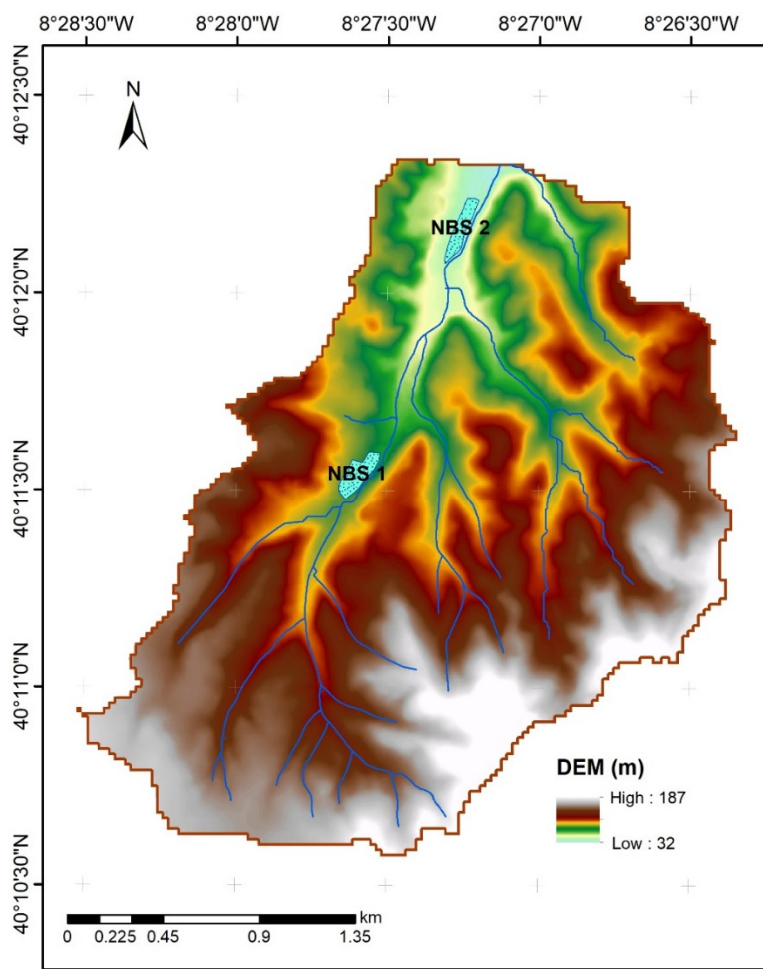 8°28'30"W 8°28'0"W 8°27'30"W 8°27'0"W 8°26'30"W
40°12'30"N
N
NBS 2
40°12'0"N
NBS 1
40°11'30"N
40°11'0"N
DEM (m)
High : 187
Low : 32
40°10'30"N
km
0 0.225 0.45 0.9 1.35